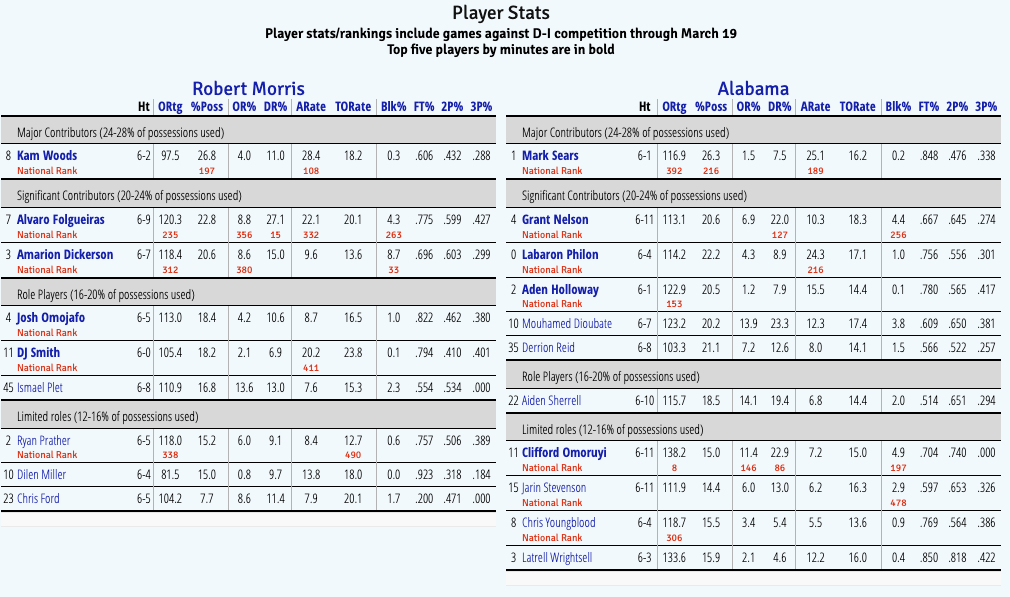 Player Stats
Player stats/rankings include games against D-I competition through March 19
Top five players by minutes are in bold
Robert Morris
Ht ORtg %Poss OR% DR% ARate TORate Blk% FT% 2P% 3P%
Major Contributors (24-28% of possessions used)
8 Kam Woods 6-2 97.5 26.8 4.0 11.0 28.4 18.2 0.3 .606 .432 .288
National Rank 197 108
Significant Contributors (20-24% of possessions used)
7 Alvaro Folgueiras 6-9 120.3 22.8 8.8 27.1 22.1 20.1 4.3 .775 .599 .427
National Rank 235 356 15 332 263
3 Amarion Dickerson 6-7 118.4 20.6 8.6 15.0 9.6 13.6 8.7 .696 .603 .299
National Rank 312 380 33
Role Players (16-20% of possessions used)
4 Josh Omojafo 6-5 113.0 18.4 4.2 10.6 8.7 16.5 1.0 .822 .462 .380
National Rank
11 DJ Smith 6-0 105.4 18.2 2.1 6.9 20.2 23.8 0.1 .794 .410 .401
National Rank 411
45 Ismael Plet 6-8 110.9 16.8 13.6 13.0 7.6 15.3 2.3 .554 .534 .000
Limited roles (12-16% of possessions used)
2 Ryan Prather 6-5 118.0 15.2 6.0 9.1 8.4 12.7 0.6 .757 .506 .389
National Rank 338 490
10 Dilen Miller 6-4 81.5 15.0 0.8 9.7 13.8 18.0 0.0 .923 .318 .184
23 Chris Ford 6-5 104.2 7.7 8.6 11.4 7.9 20.1 1.7 .200 .471 .000
Alabama
Ht ORtg %Poss OR% DR% ARate TORate Blk% FT% 2P% 3P%
Major Contributors (24-28% of possessions used)
1 Mark Sears 6-1 116.9 26.3 1.5 7.5 25.1 16.2 0.2 .848 .476 .338
National Rank 392 216 189
Significant Contributors (20-24% of possessions used)
4 Grant Nelson 6-11 113.1 20.6 6.9 22.0 10.3 18.3 4.4 .667 .645 .274
National Rank 127 256
0 Labaron Philon 6-4 114.2 22.2 4.3 8.9 24.3 17.1 1.0 .756 .556 .301
National Rank 216
2 Aden Holloway 6-1 122.9 20.5 1.2 7.9 15.5 14.4 0.1 .780 .565 .417
National Rank 153
10 Mouhamed Dioubate 6-7 123.2 20.2 13.9 23.3 12.3 17.4 3.8 .609 .650 .381
35 Derrion Reid 6-8 103.3 21.1 7.2 12.6 8.0 14.1 1.5 .566 .522 .257
Role Players (16-20% of possessions used)
22 Aiden Sherrell 6-10 115.7 18.5 14.1 19.4 6.8 14.4 2.0 .514 .651 .294
Limited roles (12-16% of possessions used)
11 Clifford Omoruyi 6-11 138.2 15.0 11.4 22.9 7.2 15.0 4.9 .704 .740 .000
National Rank 8 146 86 197
15 Jarin Stevenson 6-11 111.9 14.4 6.0 13.0 6.2 16.3 2.9 .597 .653 .326
National Rank 478
8 Chris Youngblood 6-4 118.7 15.5 3.4 5.4 5.5 13.6 0.9 .769 .564 .386
National Rank 306
3 Latrell Wrightsell 6-3 133.6 15.9 2.1 4.6 12.2 16.0 0.4 .850 .818 .422